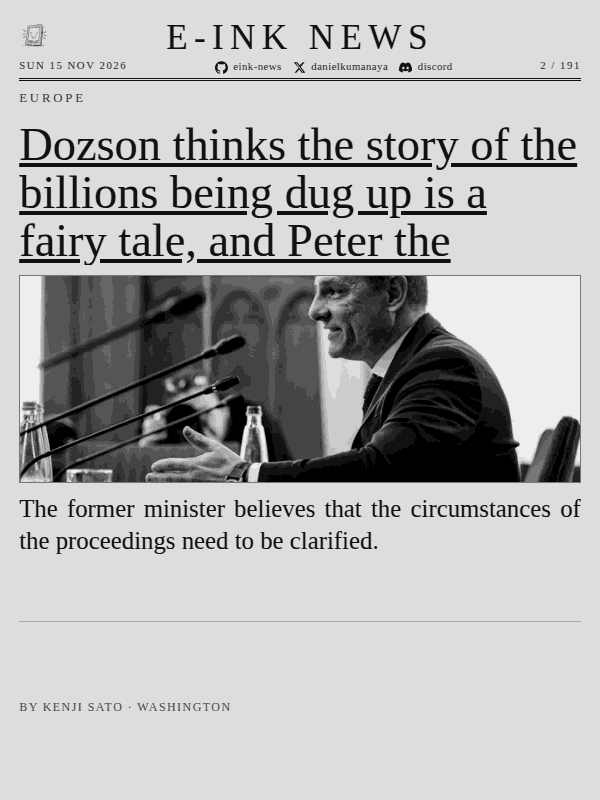 E-INK NEWS
SUN 15 NOV 2026
eink-news danielkumanaya discord
2 / 191
EUROPE
Dozson thinks the story of the
billions being dug up is a
fairy tale, and Peter the
The former minister believes that the circumstances of
the proceedings need to be clarified.
BY KENJI SATO · WASHINGTON